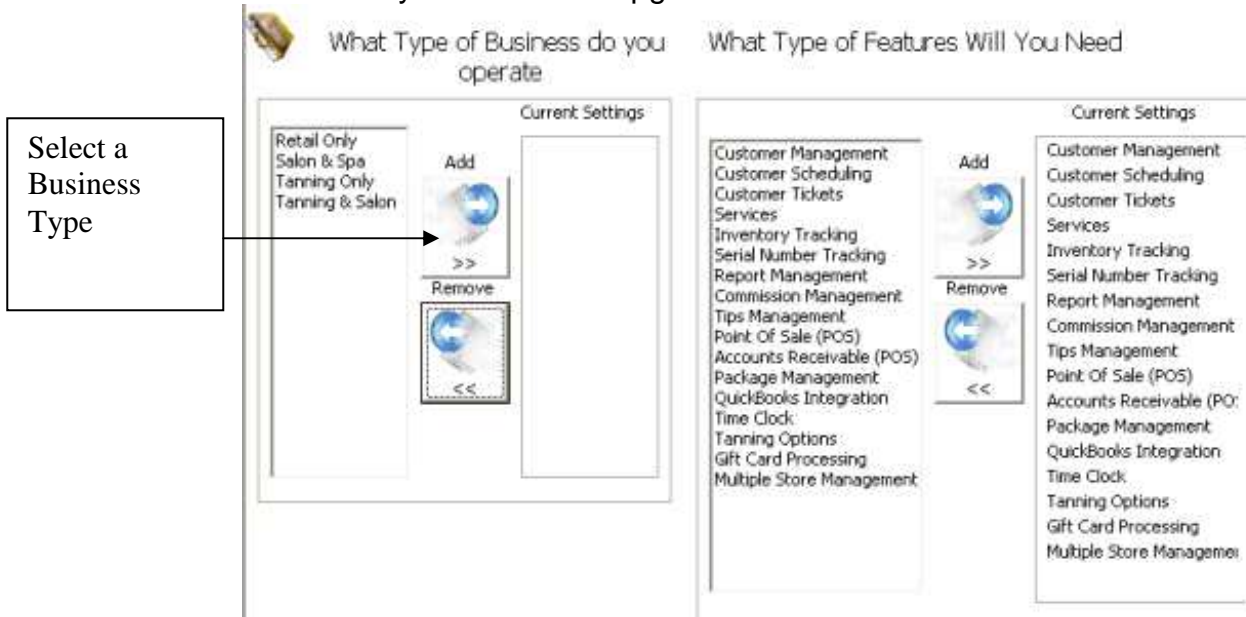 What Type of Business do you
operate
What Type of Features Will You Need
Select a
Business
Type
Current Settings
Retail Only
Salon & Spa
Tanning Only
Tanning & Salon
Add
>>
Remove
<<
Customer Management
Customer Scheduling
Customer Tickets
Services
Inventory Tracking
Serial Number Tracking
Report Management
Commission Management
Tips Management
Point Of Sale (POS)
Accounts Receivable (POS)
Package Management
QuickBooks Integration
Time Clock
Tanning Options
Gift Card Processing
Multiple Store Management
Add
>>
Remove
<<
Current Settings
Customer Management
Customer Scheduling
Customer Tickets
Services
Inventory Tracking
Serial Number Tracking
Report Management
Commission Management
Tips Management
Point Of Sale (POS)
Accounts Receivable (PO
Package Management
QuickBooks Integration
Time Clock
Tanning Options
Gift Card Processing
Multiple Store Manageme